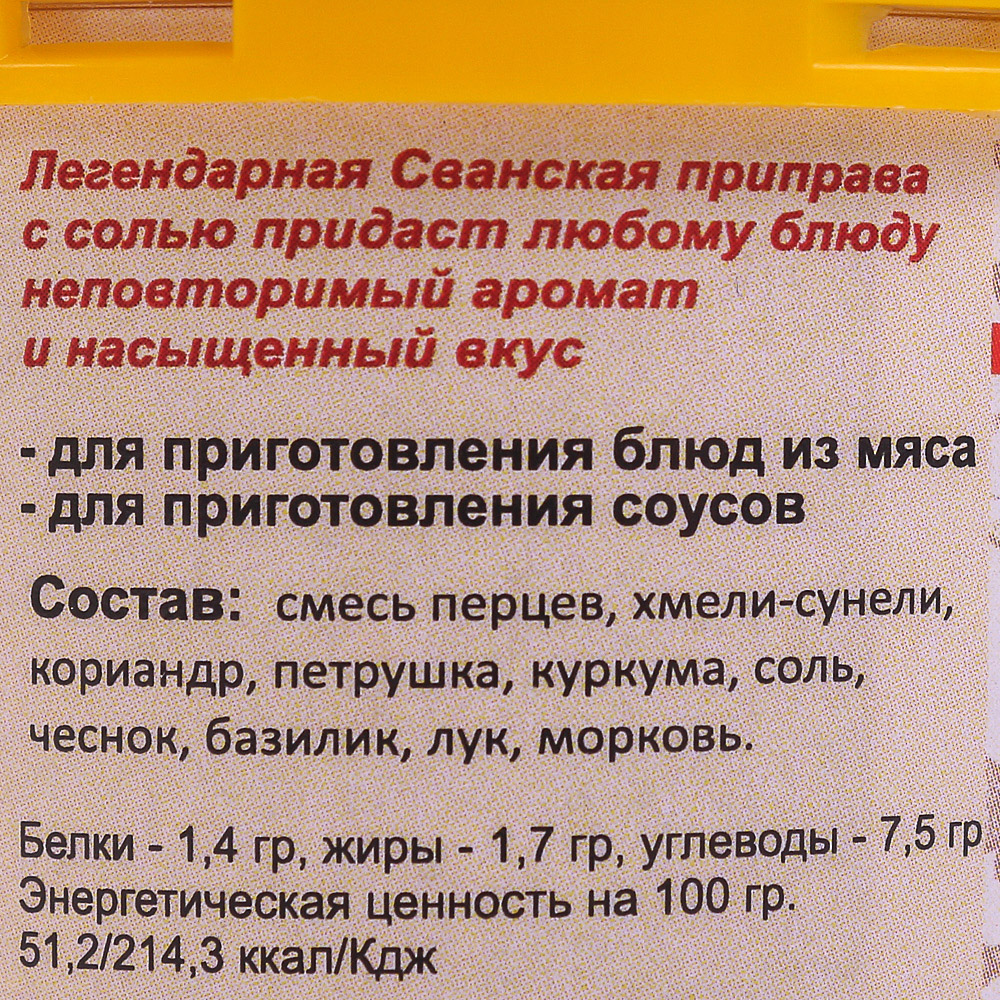 Легендарная Сванская приправа
с солью придаст любому блюду
неповторимый аромат
и насыщенный вкус
- для приготовления блюд из мяса
- для приготовления соусов
Состав: смесь перцев, хмели-сунели,
кориандр, петрушка, куркума, соль,
чеснок, базилик, лук, морковь.
Белки - 1,4 гр, жиры - 1,7 гр, углеводы - 7,5 гр
Энергетическая ценность на 100 гр.
51,2/214,3 ккал/Кдж